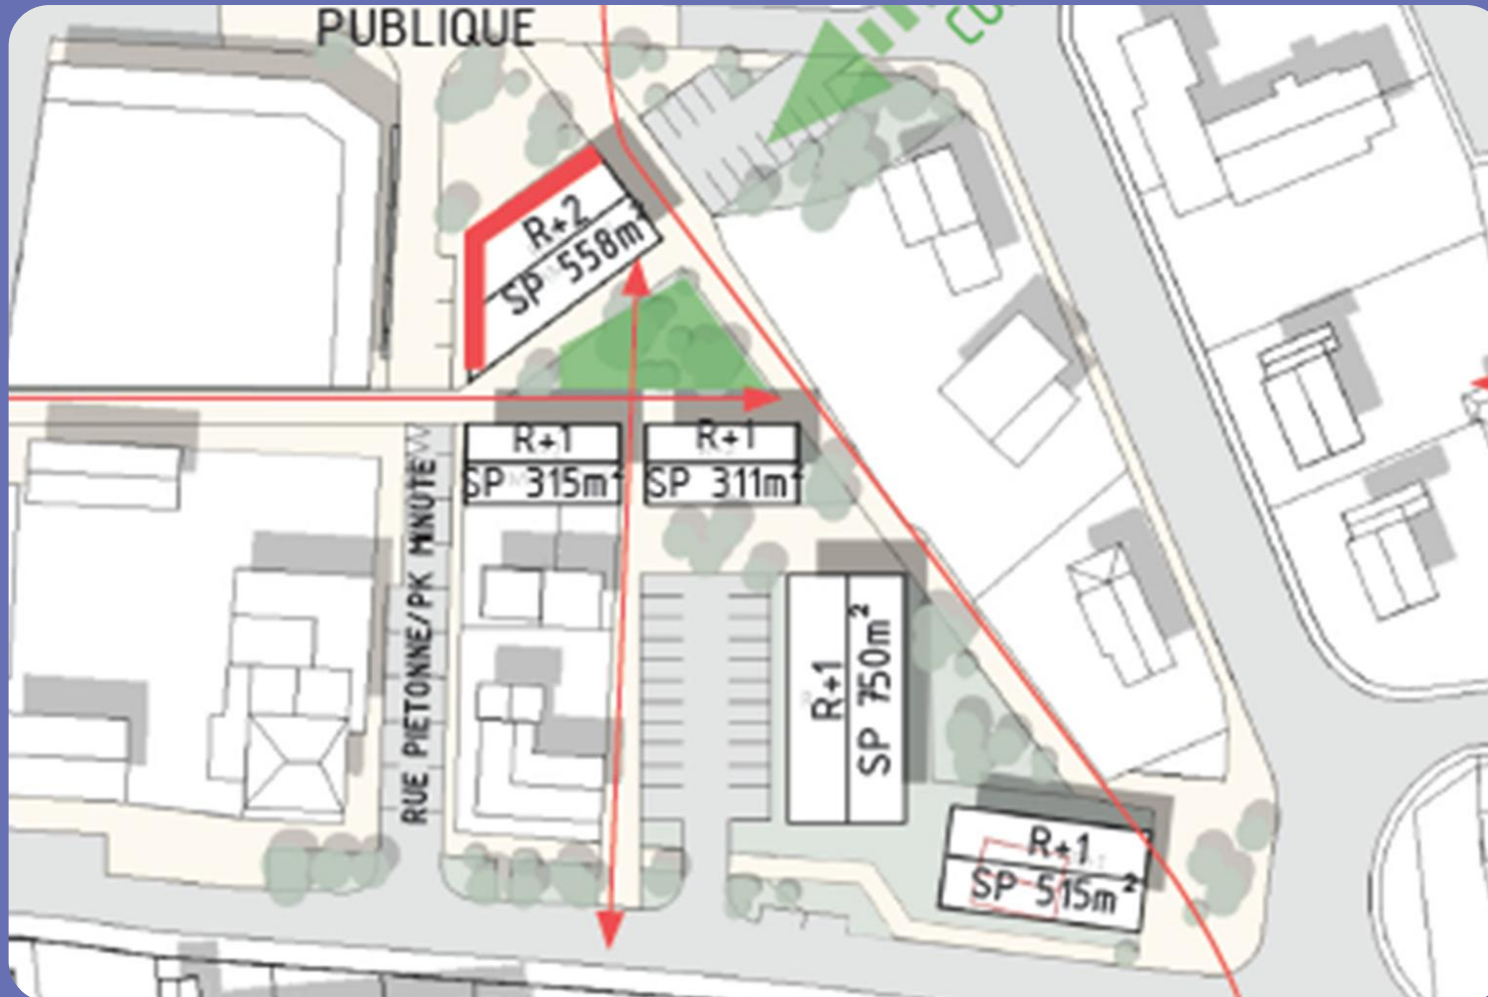 PUBLIQUE
CO
R+2
SP 558m²
R+1
SP 315m²
R+1
SP 311m²
RUE PIETONNE/PK MINUTE
R+1
SP 750m²
R+1
SP 515m²